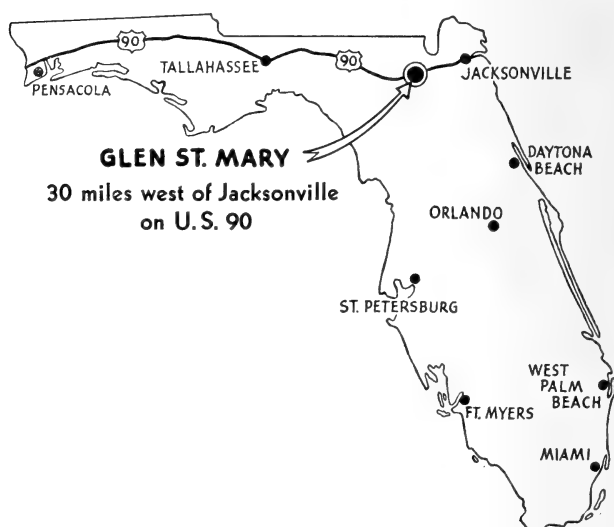 90
90
TALLAHASSEE
JACKSONVILLE
PENSACOLA
GLEN ST. MARY
30 miles west of Jacksonville
on U.S. 90
DAYTONA
BEACH
ORLANDO
ST. PETERSBURG
WEST
PALM
BEACH
FT. MYERS
MIAMI